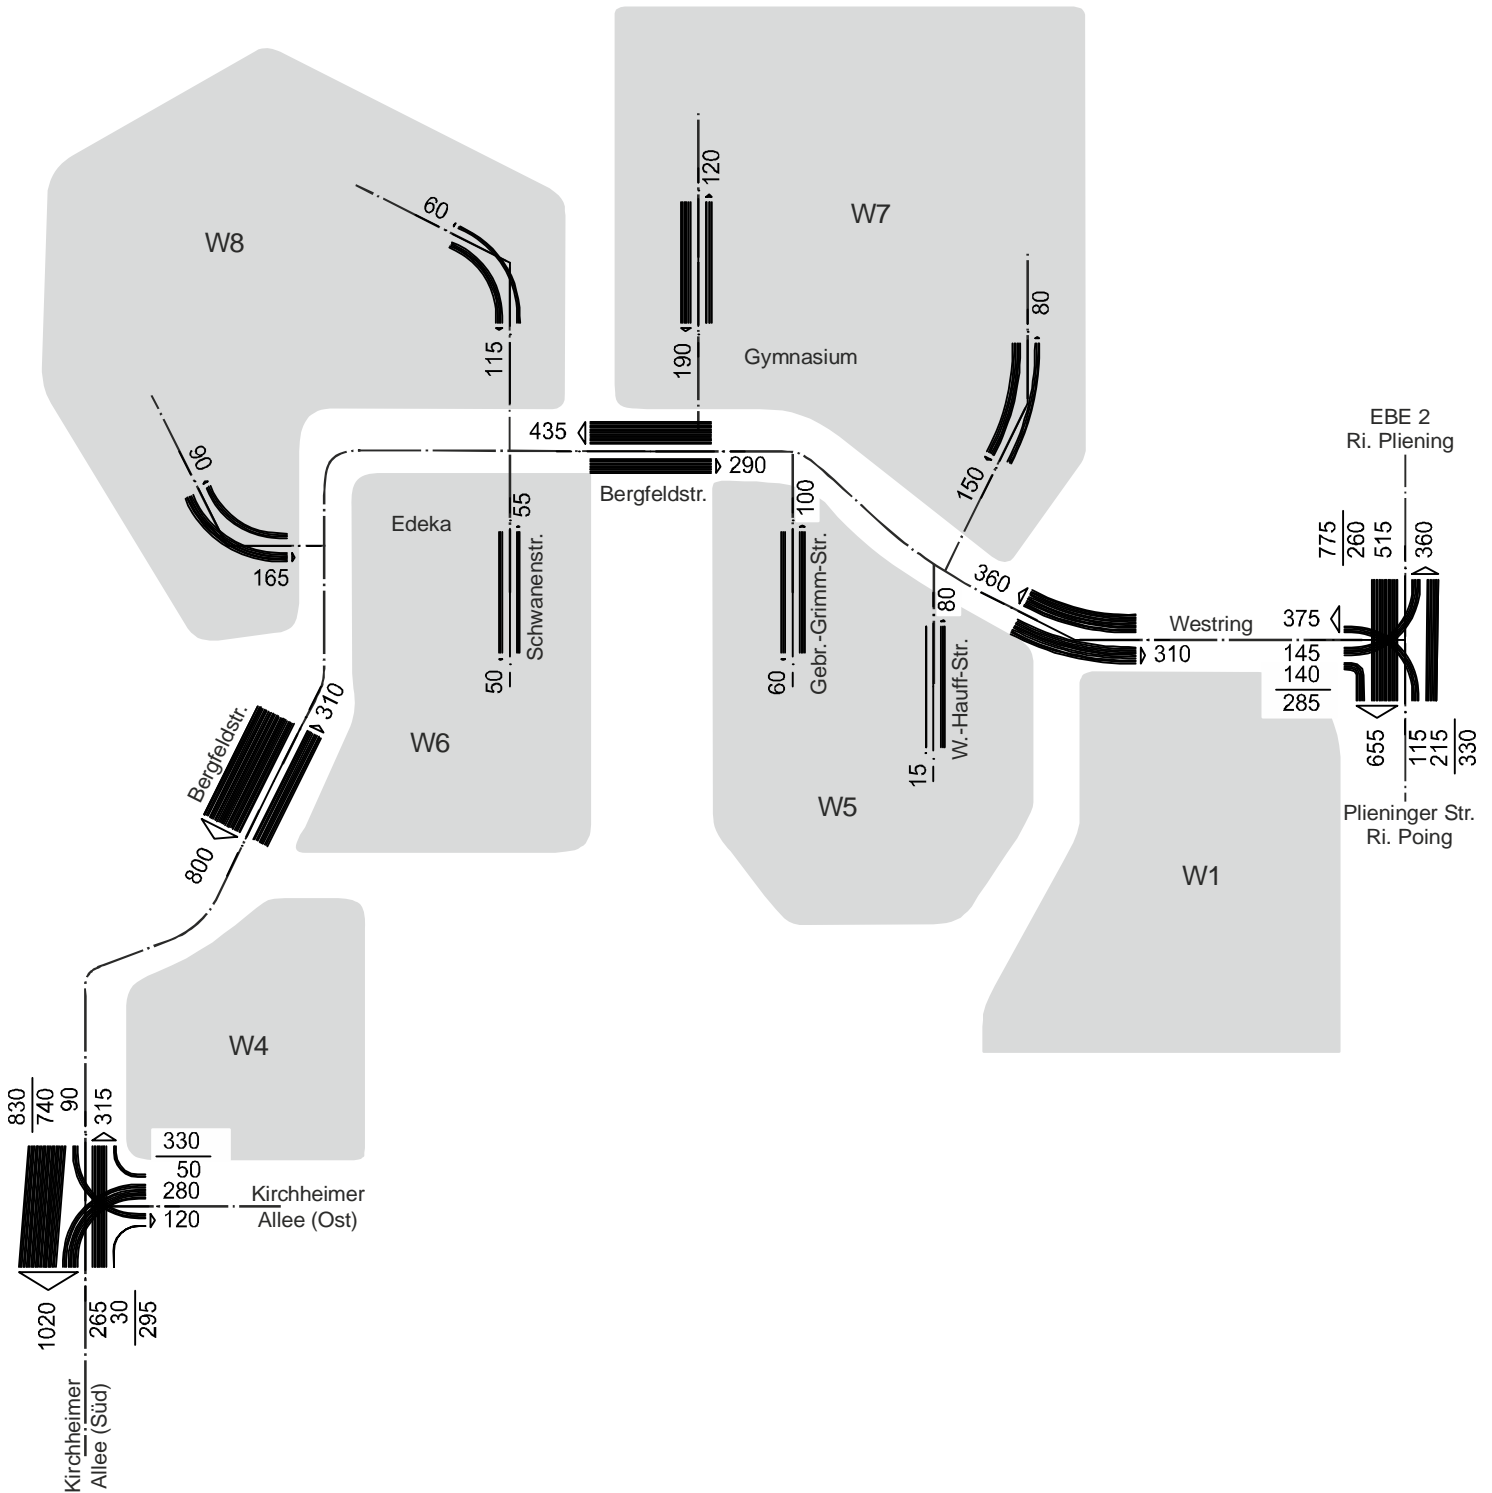 120
W7
60
W8
80
115
190
Gymnasium
EBE 2
Ri. Pliening
435
290
90
150
100
Bergfeldstr.
55
Edeka
775
260
515
360
165
360
80
Schwanenstr.
Gebr.-Grimm-Str.
W.-Hauff-Str.
Westring
375
310
145
140
285
50
60
310
Bergfeldstr.
W6
15
655
115
215
330
W5
Plieninger Str.
Ri. Poing
800
W1
W4
830
740
90
315
330
50
280
120
Kirchheimer
Allee (Ost)
1020
265
30
295
Kirchheimer
Allee (Süd)